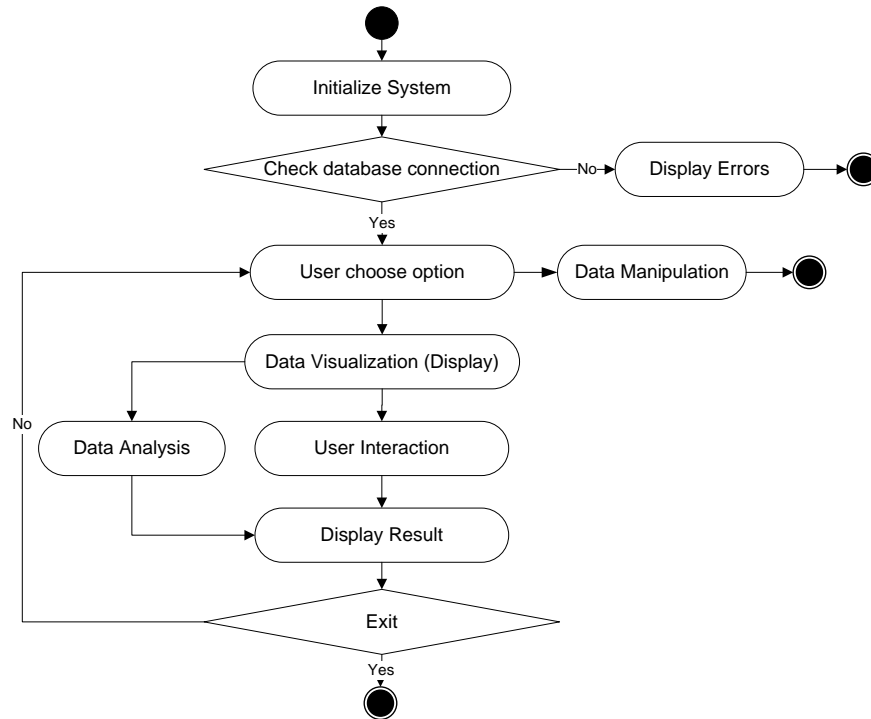 Initialize System
Check database connection
No
Display Errors
Yes
User choose option
Data Manipulation
Data Visualization (Display)
No
Data Analysis
User Interaction
Display Result
Exit
Yes